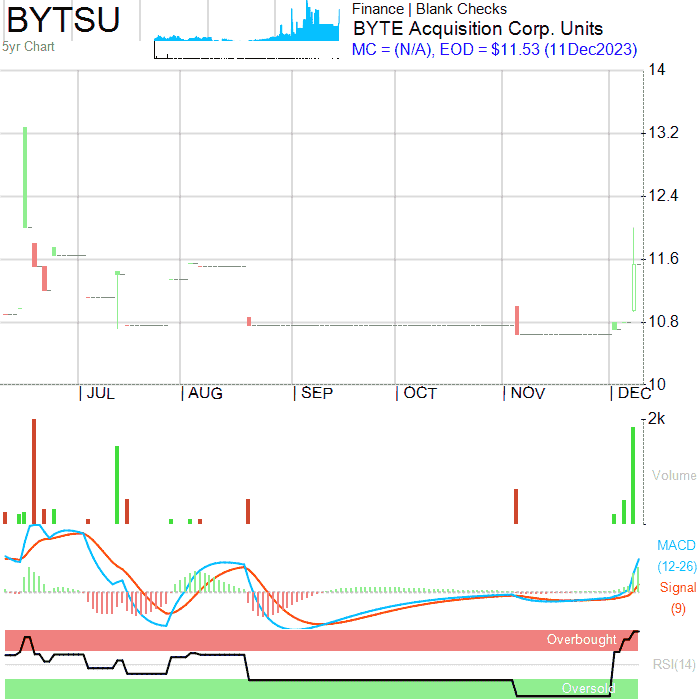 BYTSU
5yr Chart
Finance | Blank Checks
BYTE Acquisition Corp. Units
MC = (N/A), EOD = $11.53 (11Dec2023)
14
13.2
12.4
11.6
10.8
10
JUL AUG SEP OCT NOV DEC
2k
Volume
MACD
(12-26)
Signal
(9)
Overbought
RSI(14)
Oversold